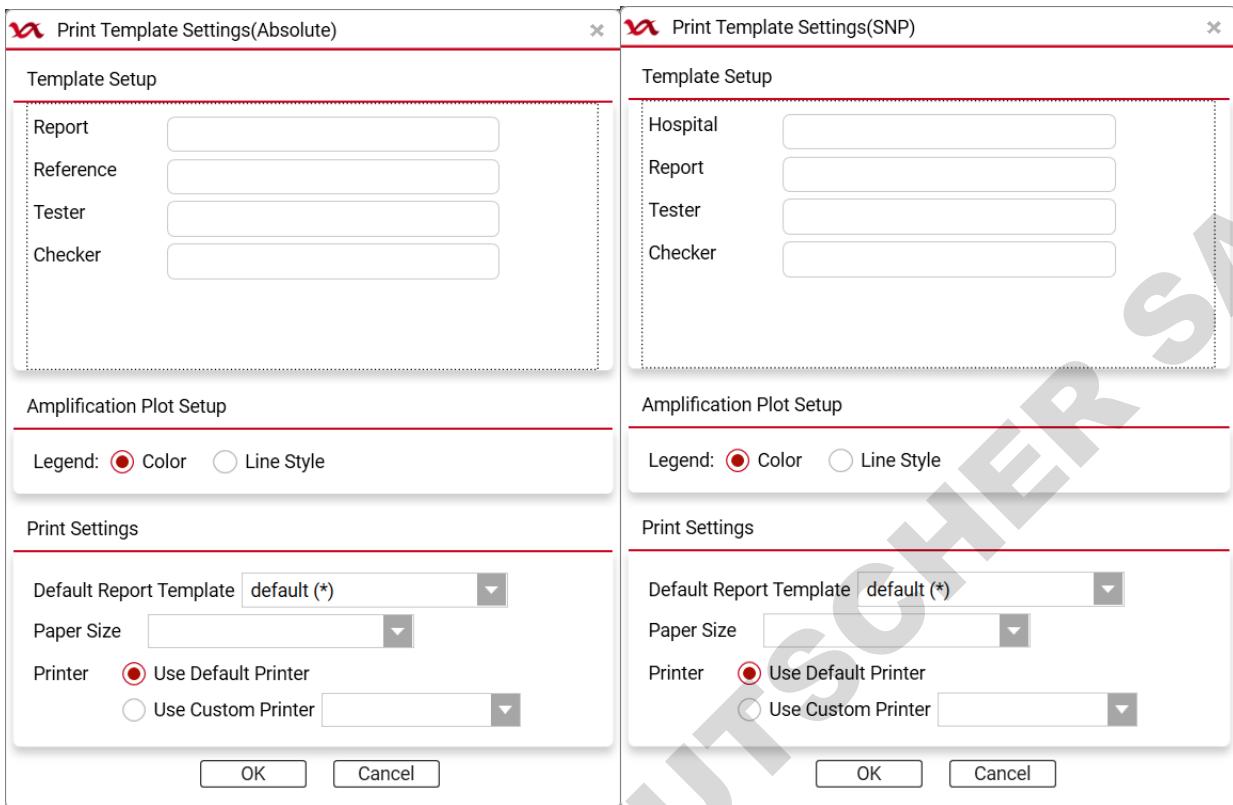 Print Template Settings(Absolute)
Template Setup
Report
Reference
Tester
Checker
Amplification Plot Setup
Legend: Color Line Style
Print Settings
Default Report Template default (*)
Paper Size
Printer Use Default Printer
Use Custom Printer
OK Cancel
Print Template Settings(SNP)
Template Setup
Hospital
Report
Tester
Checker
Amplification Plot Setup
Legend: Color Line Style
Print Settings
Default Report Template default (*)
Paper Size
Printer Use Default Printer
Use Custom Printer
OK Cancel
UTSCHER SA